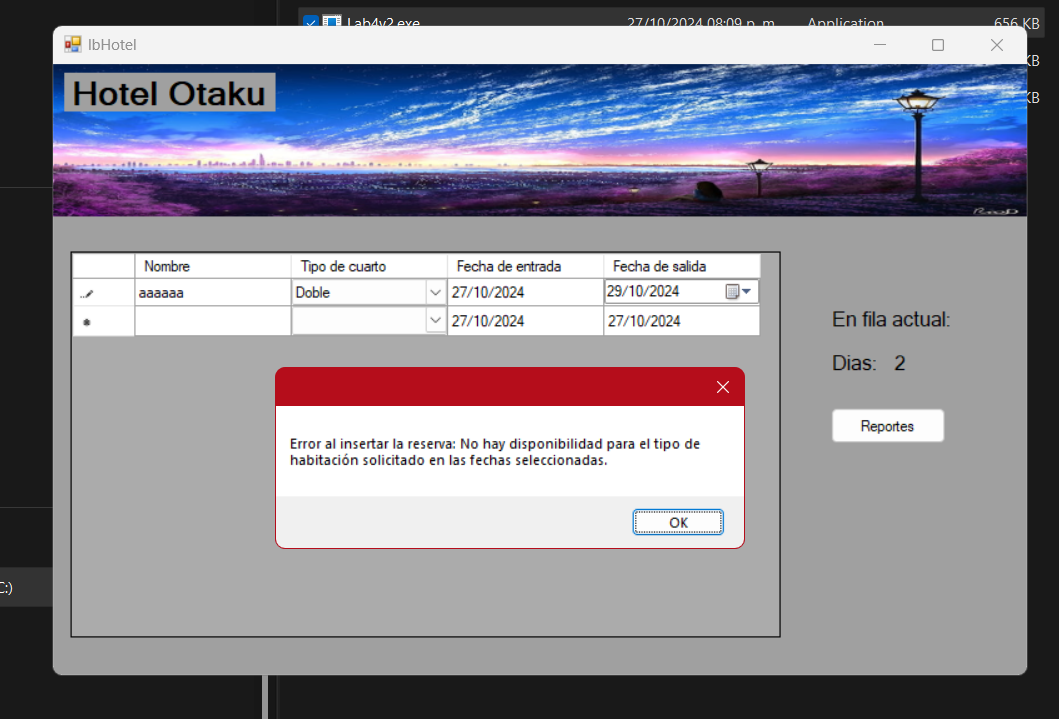 Lab4v2.exe 27/10/2024 08:09 p. m. Application 656 KB
lbHotel
KB
Hotel Otaku
KB
Nombre Tipo de cuarto Fecha de entrada Fecha de salida
aaaaaa Doble 27/10/2024 29/10/2024
27/10/2024 27/10/2024
En fila actual:
Dias: 2
Reportes
Error al insertar la reserva: No hay disponibilidad para el tipo de
habitación solicitado en las fechas seleccionadas.
OK
C:)